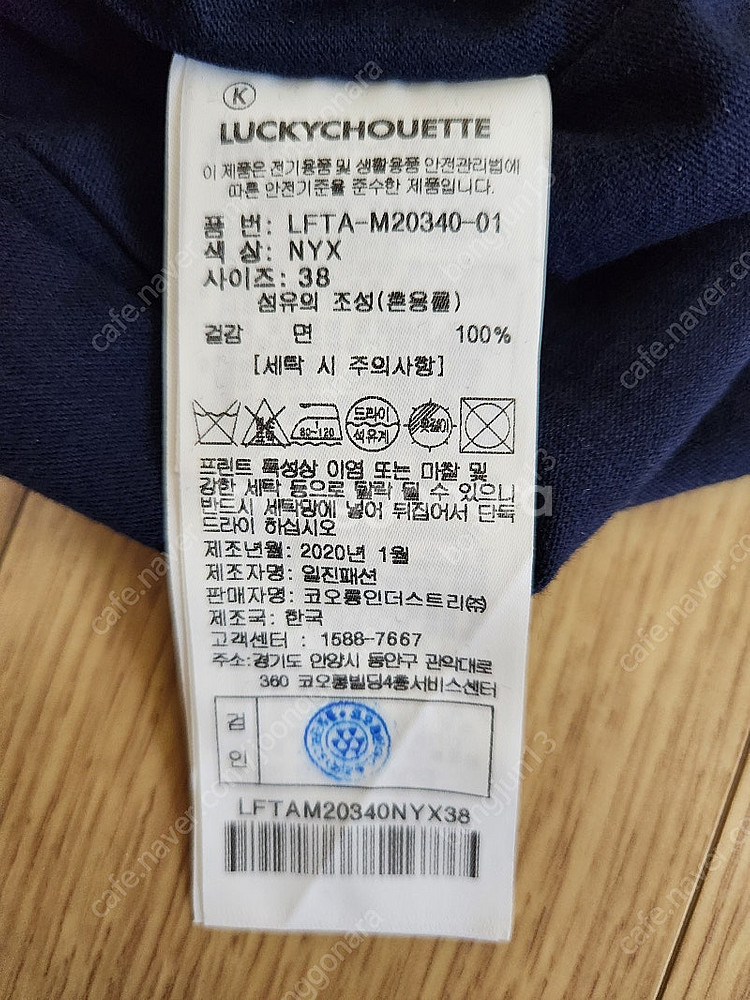 K
LUCKYCHOUETTE
이 제품은 전기용품 및 생활용품 안전관리법에
따른 안전기준을 준수한 제품입니다.
품 번: LFTA-M20340-01
색 상: NYX
사이즈: 38
섬유의 조성(혼용률)
겉감 면 100%
[세탁 시 주의사항]
80~120 드라이 석유계 옷걸이
프린트 특성상 이염 또는 마찰 및
강한 세탁 등으로 탈락 될 수 있으니
반드시 세탁망에 넣어 뒤집어서 단독
드라이 하십시오
제조년월: 2020년 1월
제조자명: 일진패션
판매자명: 코오롱인더스트리㈜
제조국: 한국
고객센터 : 1588-7667
주소:경기도 안양시 동안구 관악대로
360 코오롱빌딩4층서비스센터
검
인
LFTAM20340NYX38
cafe.naver.com
bongjun13
joonggonara